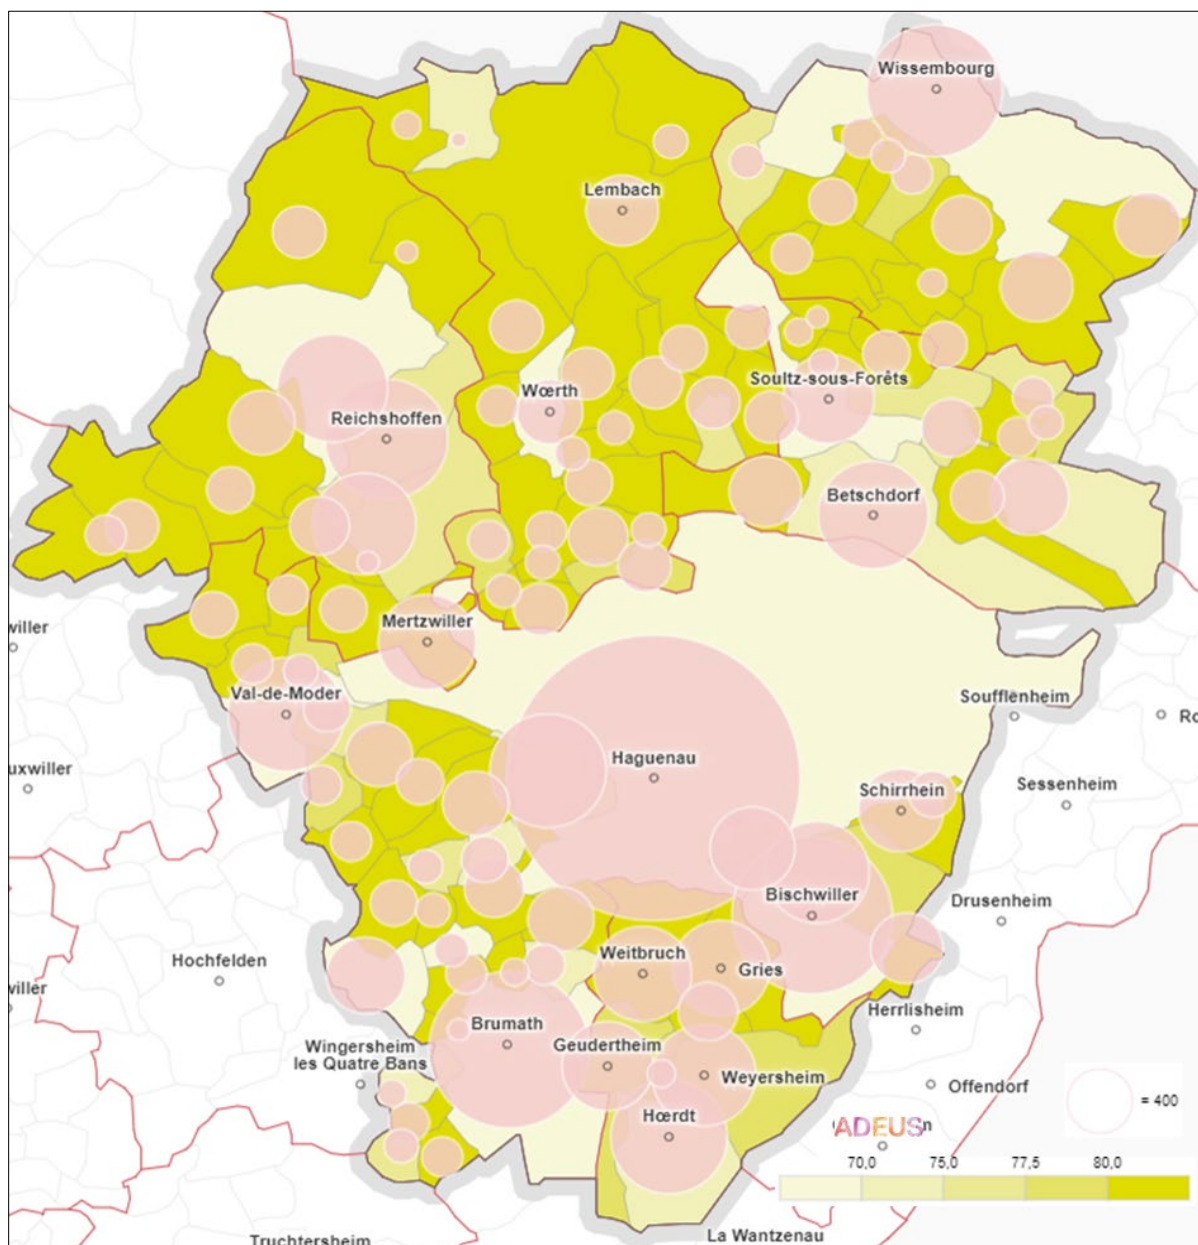 Wissembourg
Lembach
Soultz-sous-Forêts
Wœrth
Reichshoffen
Betschdorf
willer
Mertzwiller
Val-de-Moder
Soufflenheim
Ro
Haguenau
uxwiller
Schirrhein
Sessenheim
Bischwiller
Drusenheim
Hochfelden
Weitbruch
Gries
willer
Herrlisheim
Brumath
Wingersheim
les Quatre Bans
Geudertheim
Weyersheim
Offendorf
= 400
Hœrdt
ADEUS
70,0 75,0 77,5 80,0
La Wantzenau
Truchtersheim